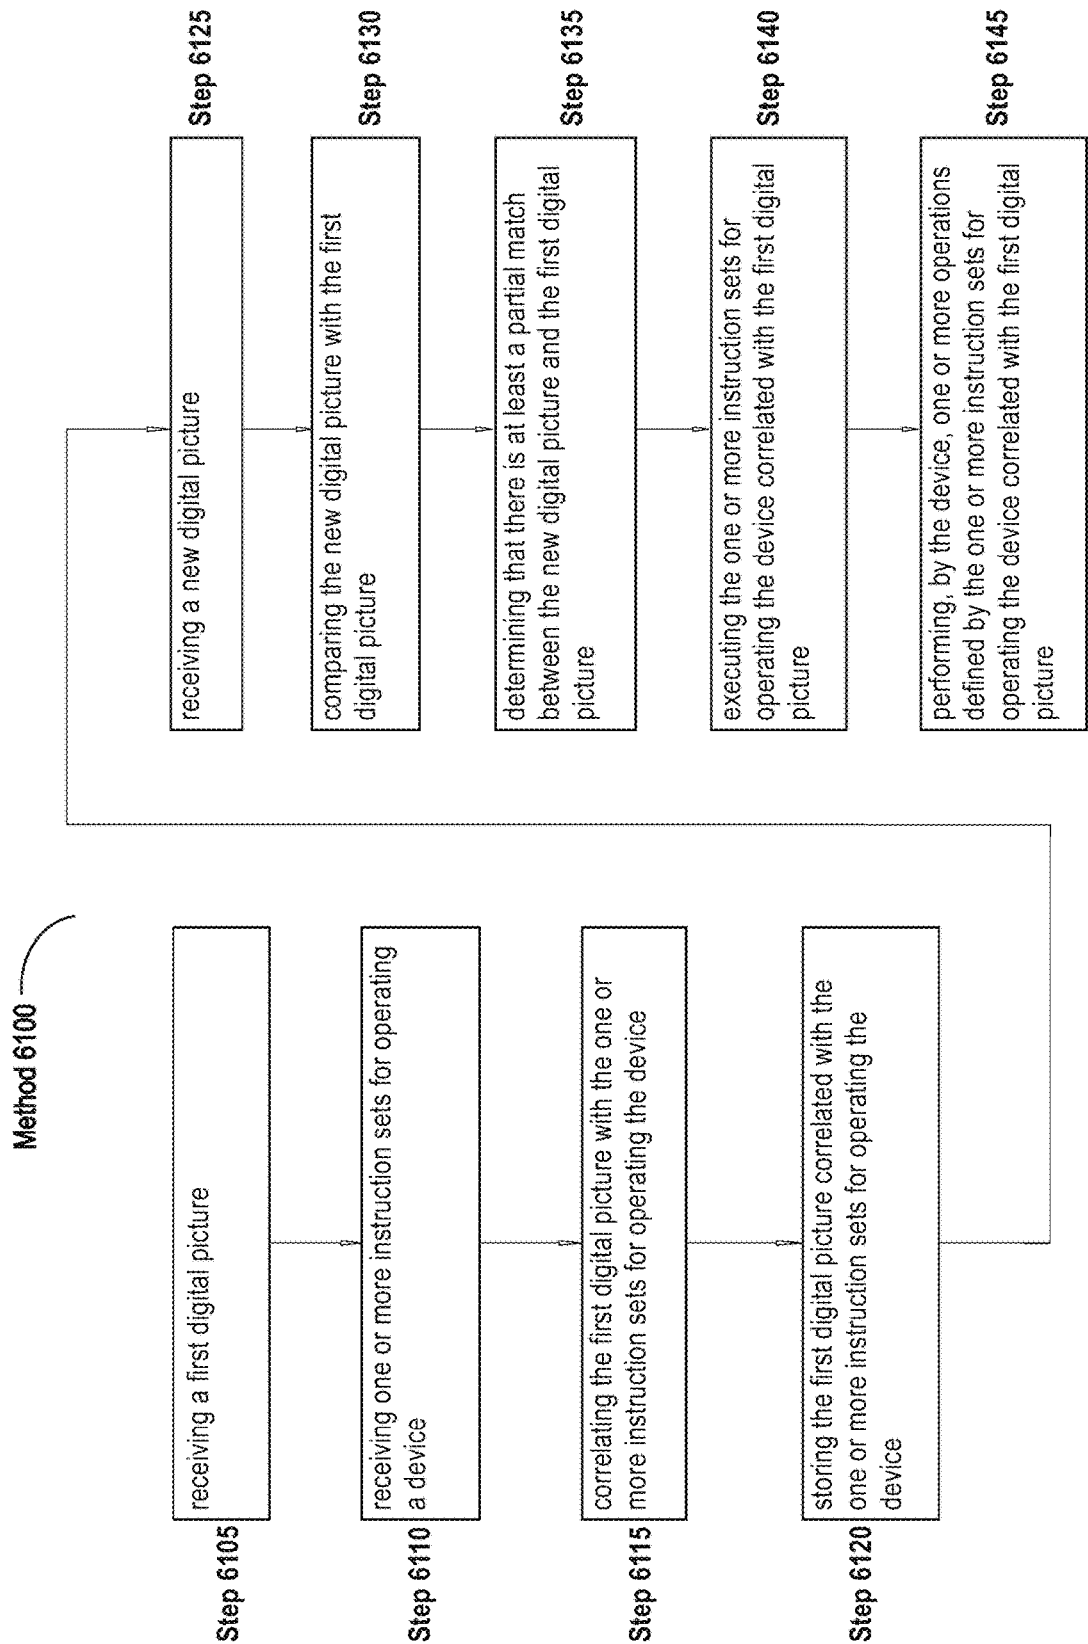 Method 6100
Step 6105
receiving a first digital picture
Step 6110
receiving one or more instruction sets for operating
a device
Step 6115
correlating the first digital picture with the one or
more instruction sets for operating the device
Step 6120
storing the first digital picture correlated with the
one or more instruction sets for operating the
device
receiving a new digital picture
Step 6125
comparing the new digital picture with the first
digital picture
Step 6130
determining that there is at least a partial match
between the new digital picture and the first digital
picture
Step 6135
executing the one or more instruction sets for
operating the device correlated with the first digital
picture
Step 6140
performing, by the device, one or more operations
defined by the one or more instruction sets for
operating the device correlated with the first digital
picture
Step 6145